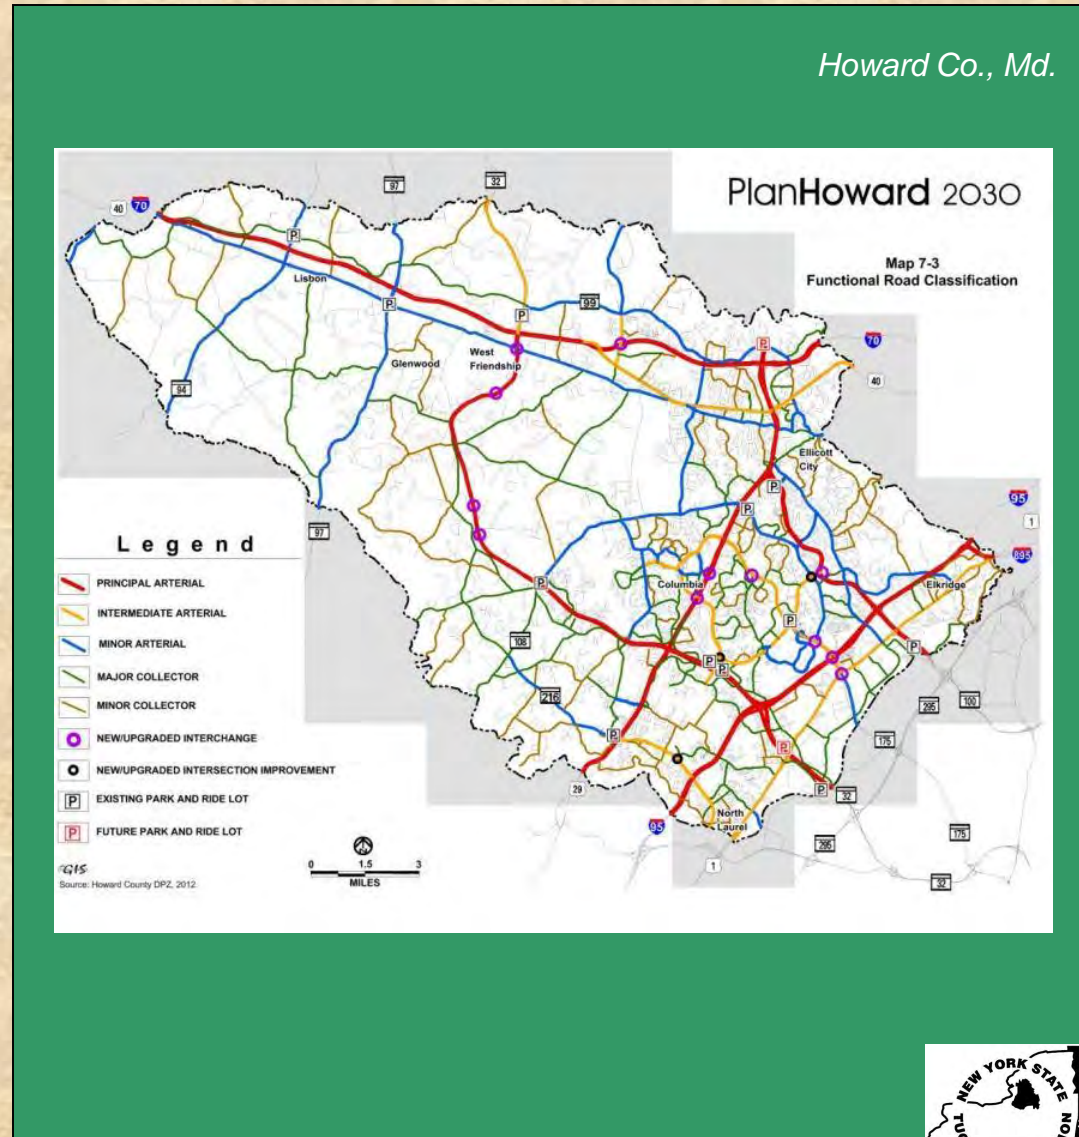 Howard Co., Md.
PlanHoward 2030
Map 7-3
Functional Road Classification
40
70
97
32
Lisbon
99
94
Glenwood
West
Friendship
70
40
Ellicott
City
97
95
1
895
Columbia
Elkridge
108
216
29
295
100
175
32
North
Laurel
95
1
295
175
32
Legend
PRINCIPAL ARTERIAL
INTERMEDIATE ARTERIAL
MINOR ARTERIAL
MAJOR COLLECTOR
MINOR COLLECTOR
NEW/UPGRADED INTERCHANGE
NEW/UPGRADED INTERSECTION IMPROVEMENT
P EXISTING PARK AND RIDE LOT
P FUTURE PARK AND RIDE LOT
GIS
Source: Howard County DPZ, 2012
0 1.5 3
MILES
NEW YORK STATE